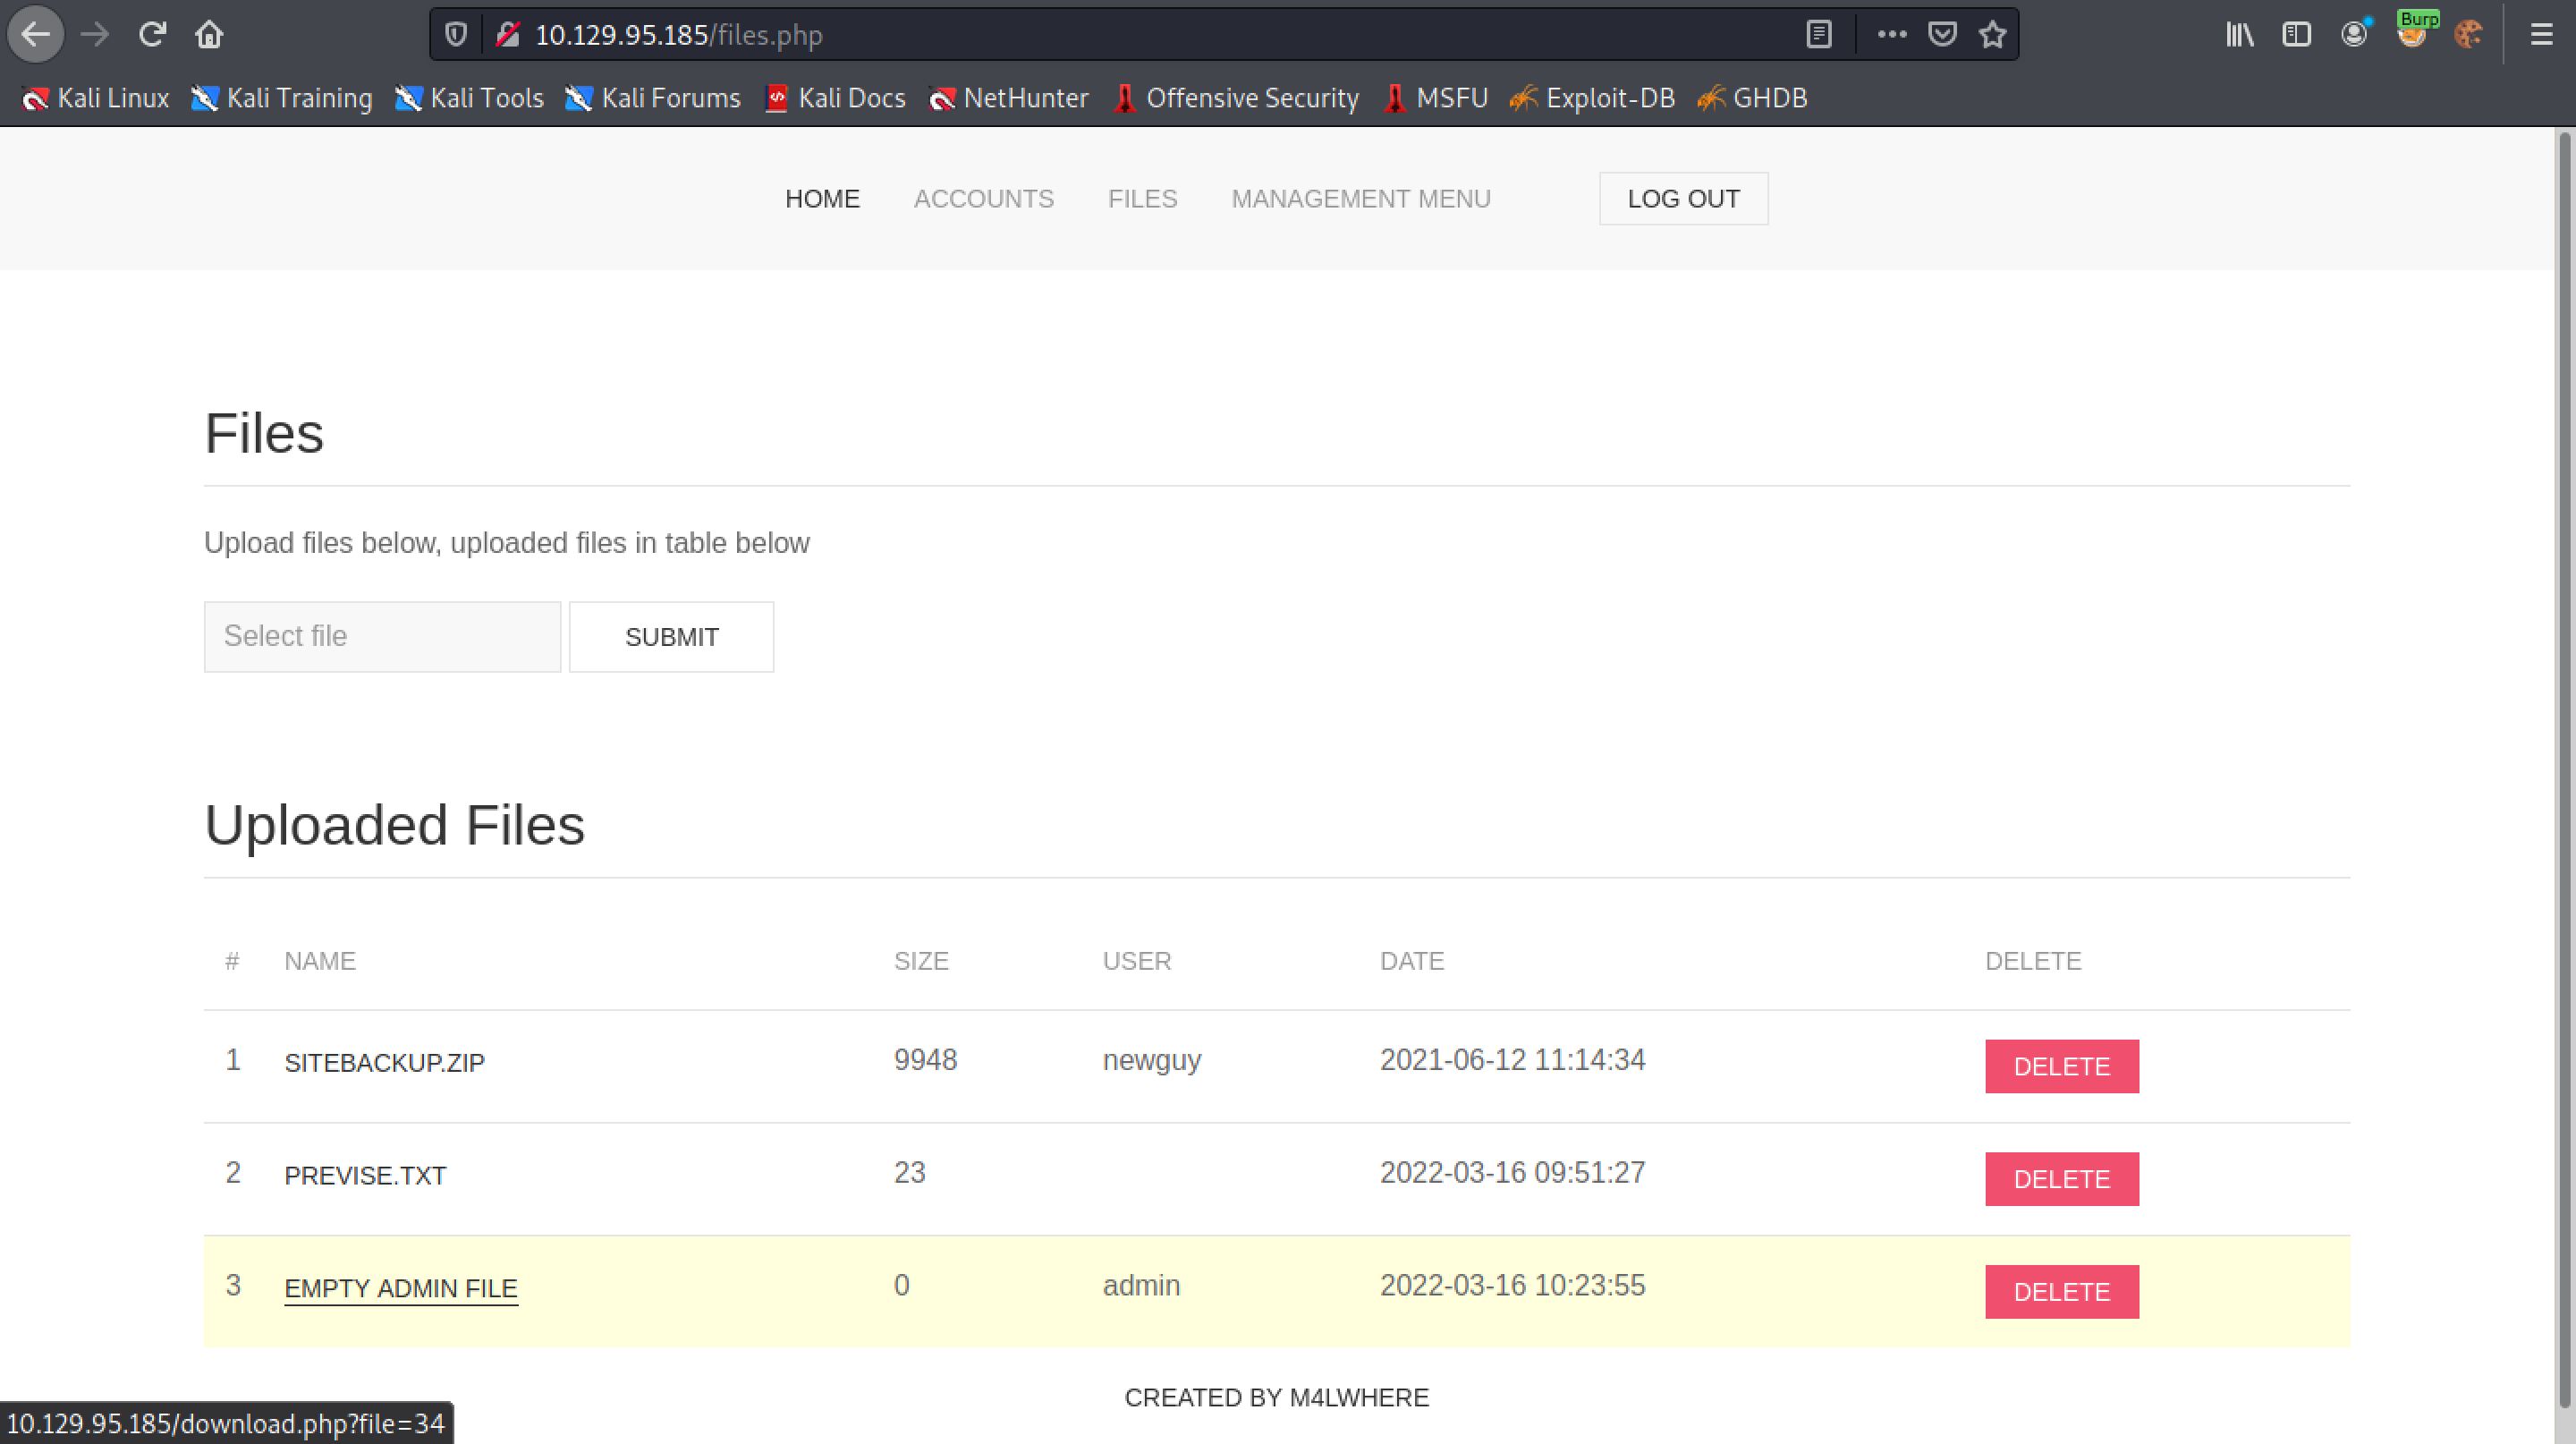 10.129.95.185/files.php
Burp
Kali Linux Kali Training Kali Tools Kali Forums Kali Docs NetHunter Offensive Security MSFU Exploit-DB GHDB
HOME ACCOUNTS FILES MANAGEMENT MENU LOG OUT
Files
Upload files below, uploaded files in table below
Select file SUBMIT
Uploaded Files
# NAME SIZE USER DATE DELETE
1 SITEBACKUP.ZIP 9948 newguy 2021-06-12 11:14:34 DELETE
2 PREVISE.TXT 23 2022-03-16 09:51:27 DELETE
3 EMPTY ADMIN FILE 0 admin 2022-03-16 10:23:55 DELETE
CREATED BY M4LWHERE
10.129.95.185/download.php?file=34